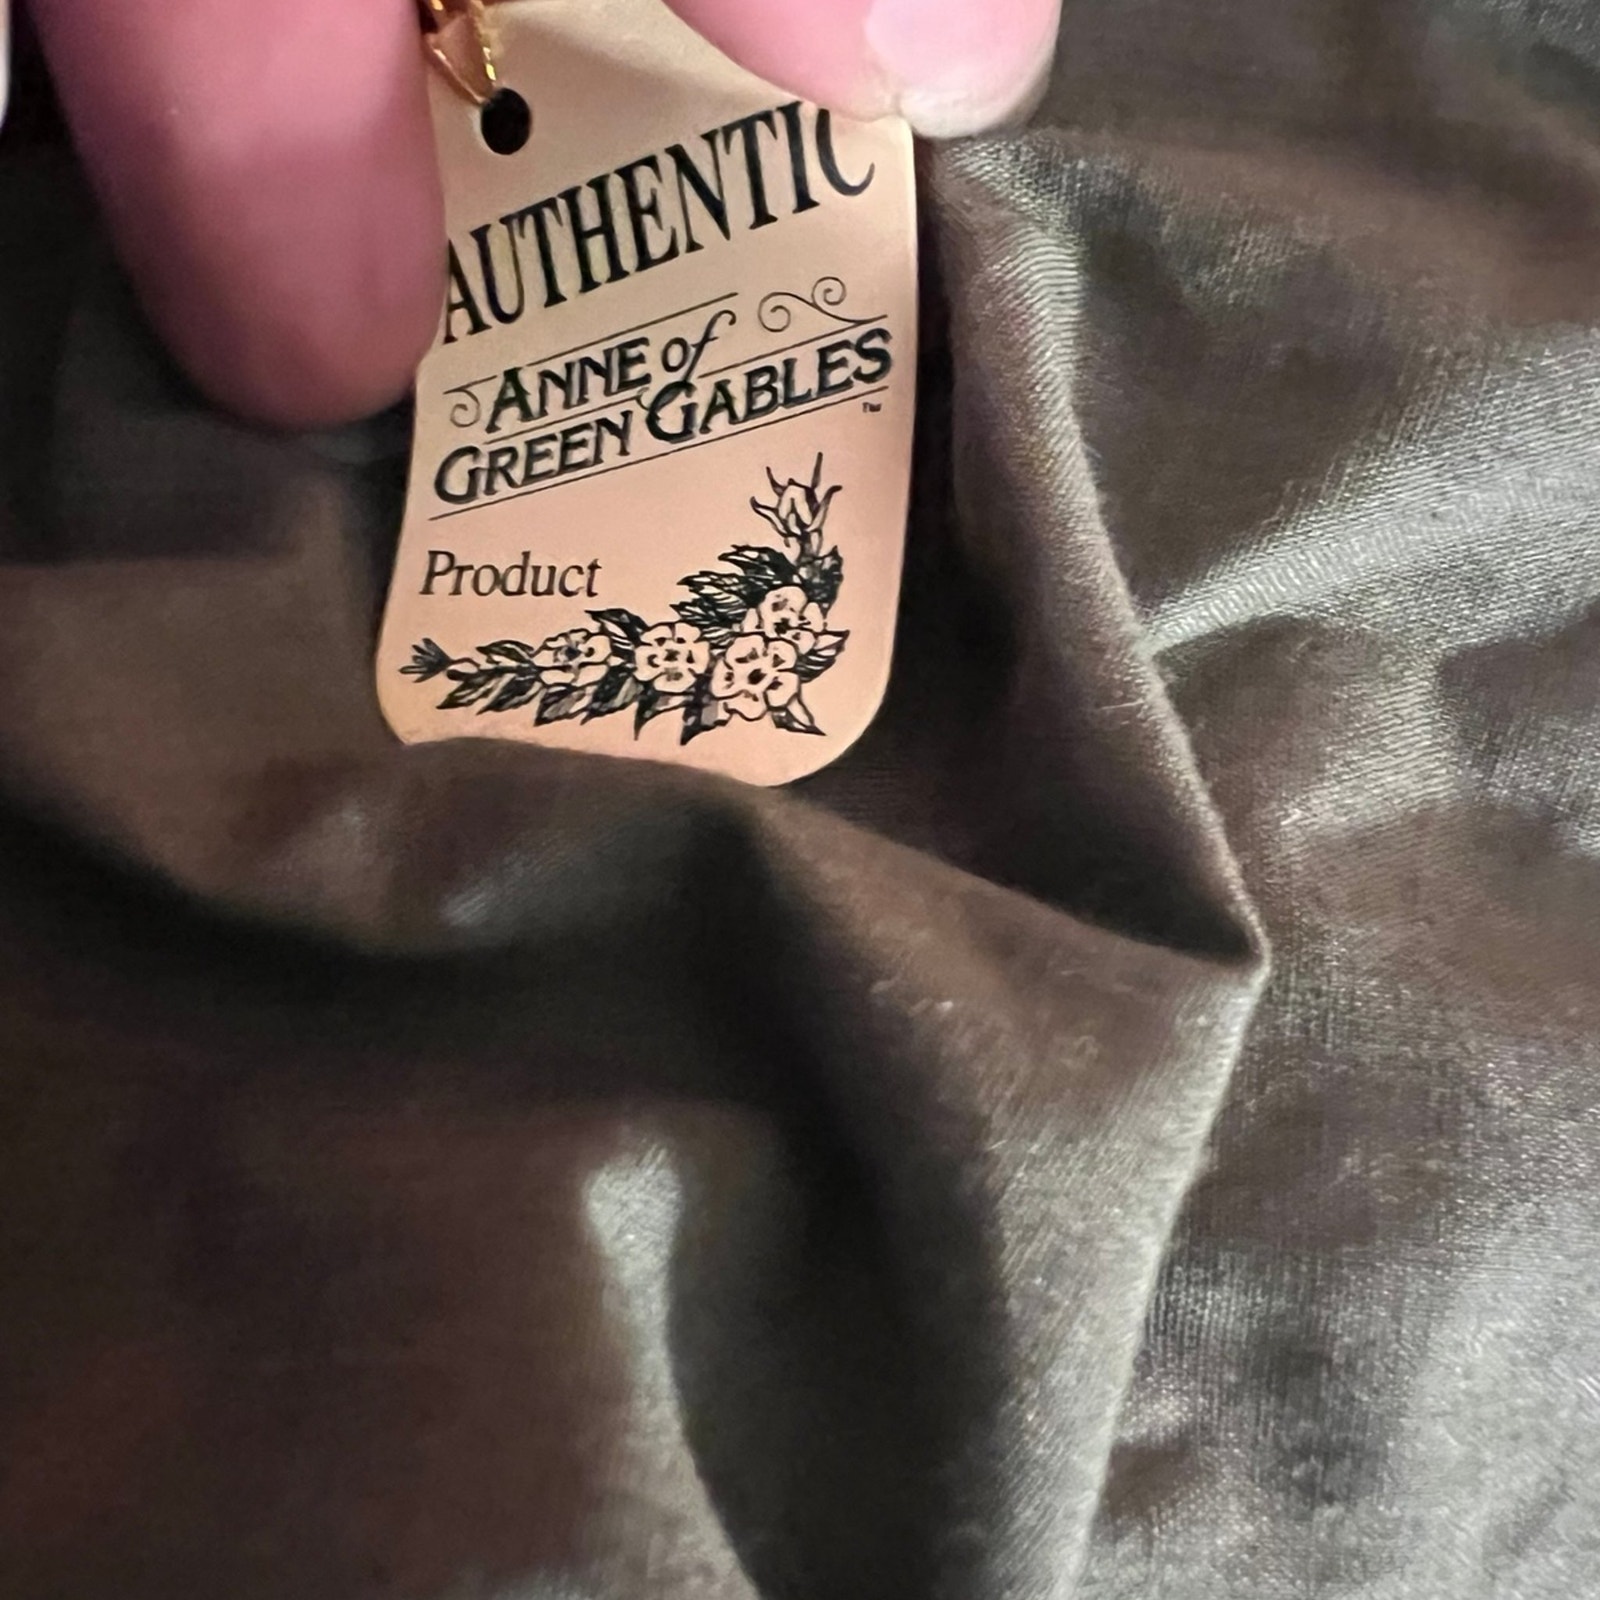 AUTHENTIC
ANNE of
GREEN GABLES
™
Product